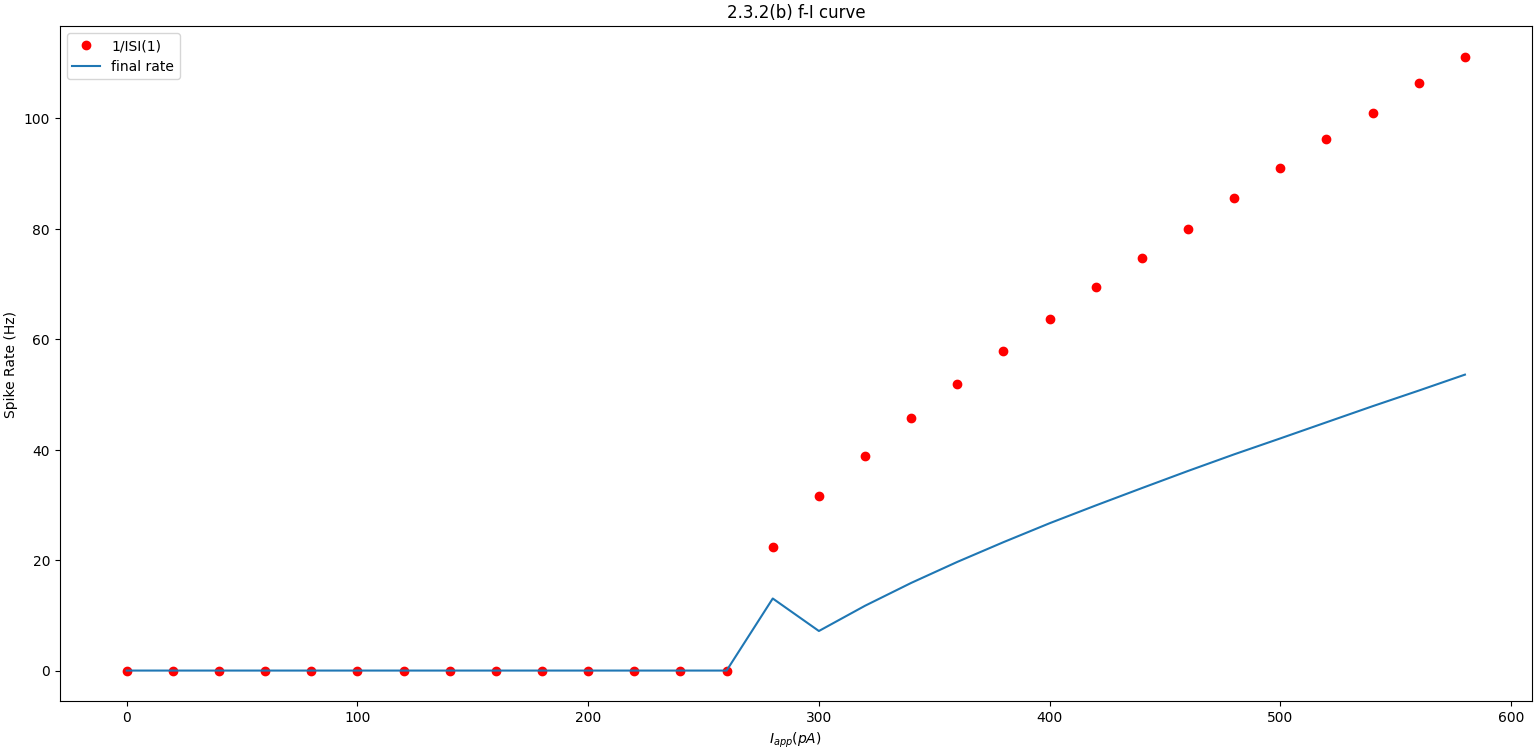 2.3.2(b) f-I curve
1/ISI(1)
final rate
Spike Rate (Hz)
100
80
60
40
20
0
0 100 200 300 400 500 600
I_app(pA)